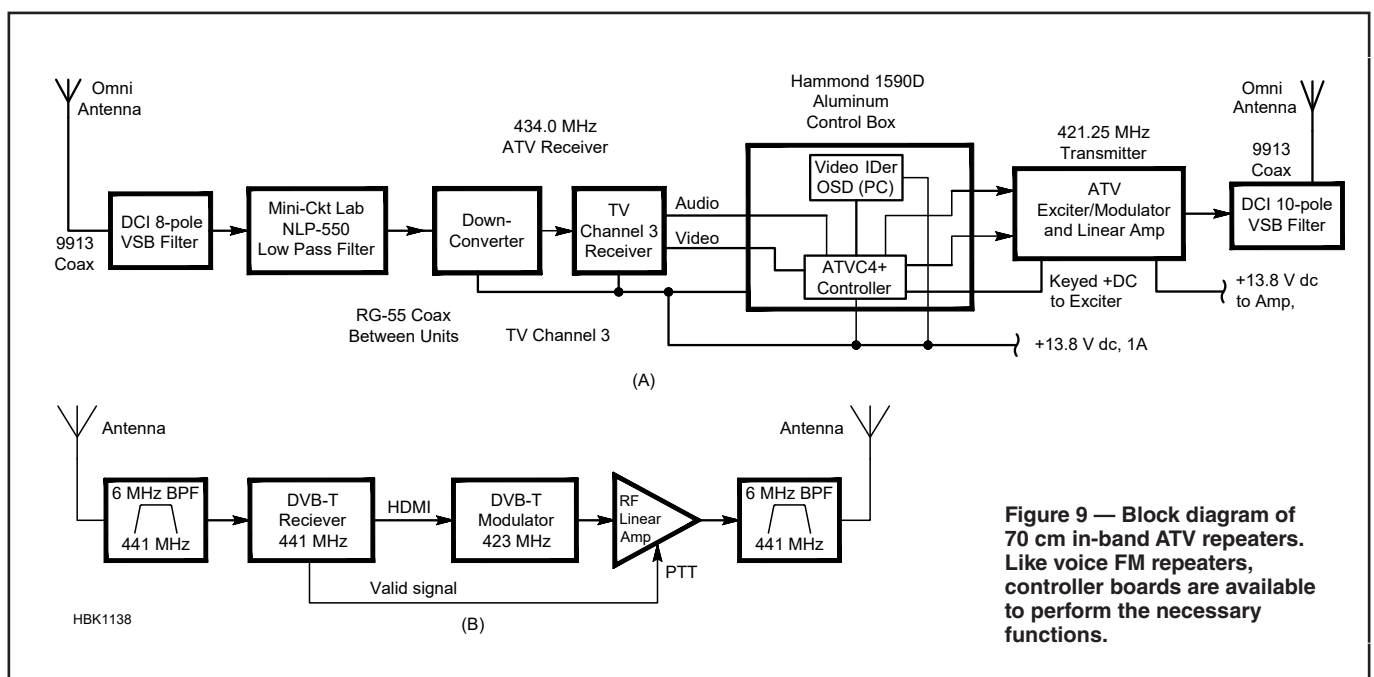 Omni
Antenna
DCI 8-pole
VSB Filter
9913
Coax
Mini-Ckt Lab
NLP-550
Low Pass Filter
434.0 MHz
ATV Receiver
Down-
Converter
TV
Channel 3
Receiver
RG-55 Coax
Between Units
TV Channel 3
Audio
Video
Hammond 1590D
Aluminum
Control Box
Video IDer
OSD (PC)
ATVC4+
Controller
421.25 MHz
Transmitter
ATV
Exciter/Modulator
and Linear Amp
Keyed +DC
to Exciter
+13.8 V dc
to Amp,
+13.8 V dc, 1A
Omni
Antenna
9913
Coax
DCI 10-pole
VSB Filter
(A)
Antenna
6 MHz BPF
441 MHz
DVB-T
Reciever
441 MHz
HDMI
DVB-T
Modulator
423 MHz
RF
Linear
Amp
PTT
Valid signal
6 MHz BPF
441 MHz
Antenna
HBK1138
(B)
Figure 9 — Block diagram of
70 cm in-band ATV repeaters.
Like voice FM repeaters,
controller boards are available
to perform the necessary
functions.